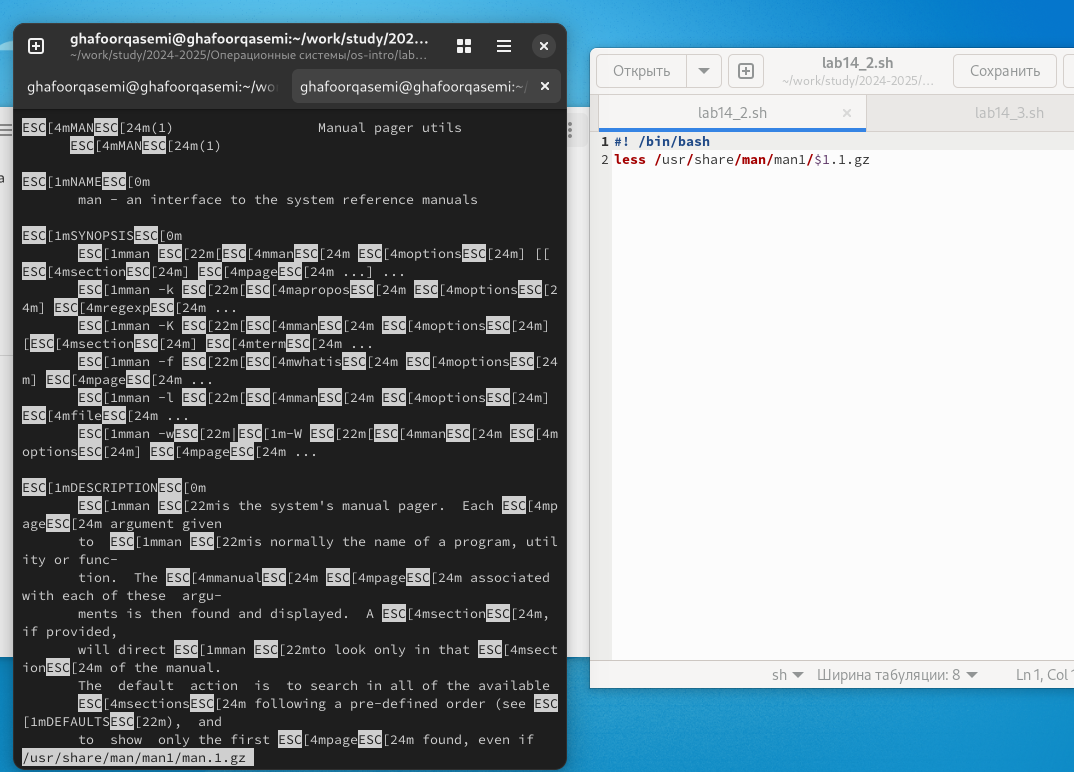 ghafoorqasemi@ghafoorqasemi:~/work/study/202...
~/work/study/2024-2025/Операционные системы/os-intro/lab...
ghafoorqasemi@ghafoorqasemi:~/wo
ghafoorqasemi@ghafoorqasemi:~/
ESC[4mMANESC[24m(1)                  Manual pager utils
      ESC[4mMANESC[24m(1)
ESC[1mNAMEESC[0m
       man - an interface to the system reference manuals
ESC[1mSYNOPSISESC[0m
       ESC[1mman ESC[22m[ESC[4mmanESC[24m ESC[4moptionsESC[24m] [[
ESC[4msectionESC[24m] ESC[4mpageESC[24m ...] ...
       ESC[1mman -k ESC[22m[ESC[4maproposESC[24m ESC[4moptionsESC[2
4m] ESC[4mregexpESC[24m ...
       ESC[1mman -K ESC[22m[ESC[4mmanESC[24m ESC[4moptionsESC[24m]
[ESC[4msectionESC[24m] ESC[4mtermESC[24m ...
       ESC[1mman -f ESC[22m[ESC[4mwhatisESC[24m ESC[4moptionsESC[24
m] ESC[4mpageESC[24m ...
       ESC[1mman -l ESC[22m[ESC[4mmanESC[24m ESC[4moptionsESC[24m]
ESC[4mfileESC[24m ...
       ESC[1mman -wESC[22m|ESC[1m-W ESC[22m[ESC[4mmanESC[24m ESC[4m
optionsESC[24m] ESC[4mpageESC[24m ...
ESC[1mDESCRIPTIONESC[0m
       ESC[1mman ESC[22mis the system's manual pager.  Each ESC[4mp
ageESC[24m argument given
       to  ESC[1mman ESC[22mis normally the name of a program, util
ity or func-
       tion.  The ESC[4mmanualESC[24m ESC[4mpageESC[24m associated
with each of these  argu-
       ments is then found and displayed.  A ESC[4msectionESC[24m,
if provided,
       will direct ESC[1mman ESC[22mto look only in that ESC[4msect
ionESC[24m of the manual.
       The  default  action  is  to search in all of the available
       ESC[4msectionsESC[24m following a pre-defined order (see ESC
[1mDEFAULTSESC[22m),  and
       to  show  only the first ESC[4mpageESC[24m found, even if
/usr/share/man/man1/man.1.gz
Открыть
lab14_2.sh
~/work/study/2024-2025/...
Сохранить
lab14_2.sh
lab14_3.sh
1 #! /bin/bash
2 less /usr/share/man/man1/$1.1.gz
sh
Ширина табуляции: 8
Ln 1, Col